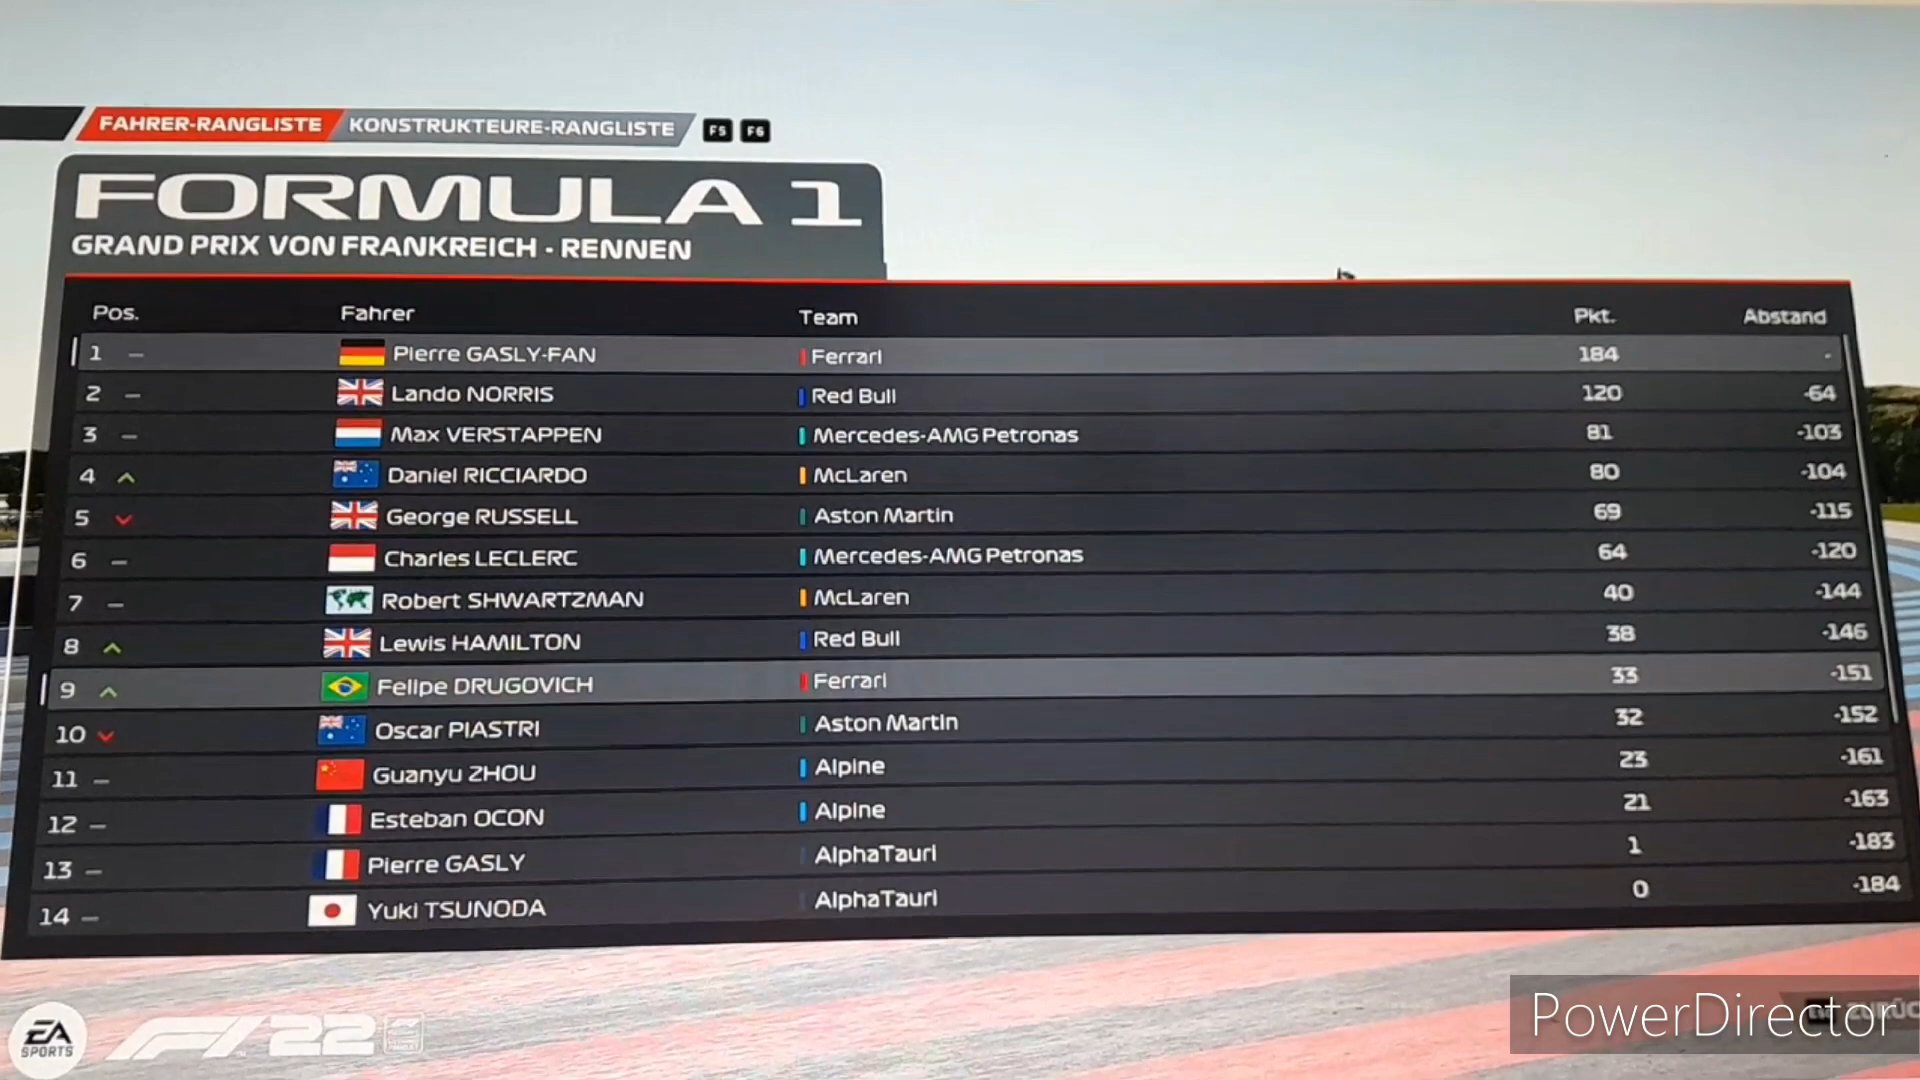 FAHRER-RANGLISTE KONSTRUKTEURE-RANGLISTE F5 F6
FORMULA 1
GRAND PRIX VON FRANKREICH - RENNEN
Pos. Fahrer Team Pkt. Abstand
1 – Pierre GASLY-FAN Ferrari 184 -
2 – Lando NORRIS Red Bull 120 -64
3 – Max VERSTAPPEN Mercedes-AMG Petronas 81 -103
4 Daniel RICCIARDO McLaren 80 -104
5 George RUSSELL Aston Martin 69 -115
6 – Charles LECLERC Mercedes-AMG Petronas 64 -120
7 – Robert SHWARTZMAN McLaren 40 -144
8 Lewis HAMILTON Red Bull 38 -146
9 Felipe DRUGOVICH Ferrari 33 -151
10 Oscar PIASTRI Aston Martin 32 -152
11 – Guanyu ZHOU Alpine 23 -161
12 – Esteban OCON Alpine 21 -163
13 – Pierre GASLY AlphaTauri 1 -183
14 – Yuki TSUNODA AlphaTauri 0 -184
EA SPORTS F1 22
PowerDirector